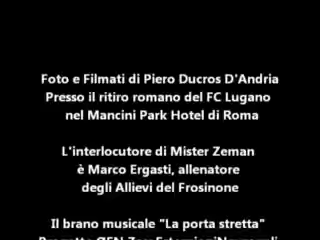 Foto e Filmati di Piero Ducros D'Andria
Presso il ritiro romano del FC Lugano
nel Mancini Park Hotel di Roma
L'interlocutore di Mister Zeman
è Marco Ergasti, allenatore
degli Allievi del Frosinone
Il brano musicale "La porta stretta"